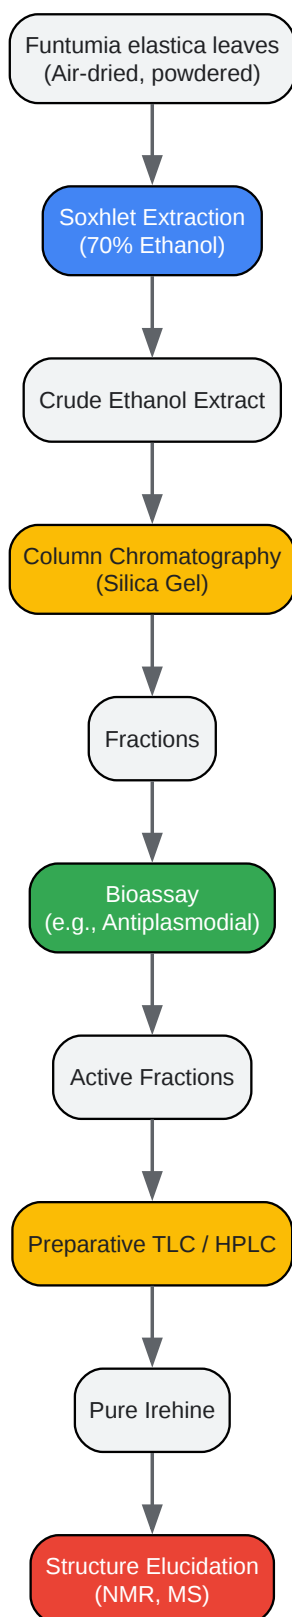 Funtumia elastica leaves
(Air-dried, powdered)
Soxhlet Extraction
(70% Ethanol)
Crude Ethanol Extract
Column Chromatography
(Silica Gel)
Fractions
Bioassay
(e.g., Antiplasmodial)
Active Fractions
Preparative TLC / HPLC
Pure Irehine
Structure Elucidation
(NMR, MS)